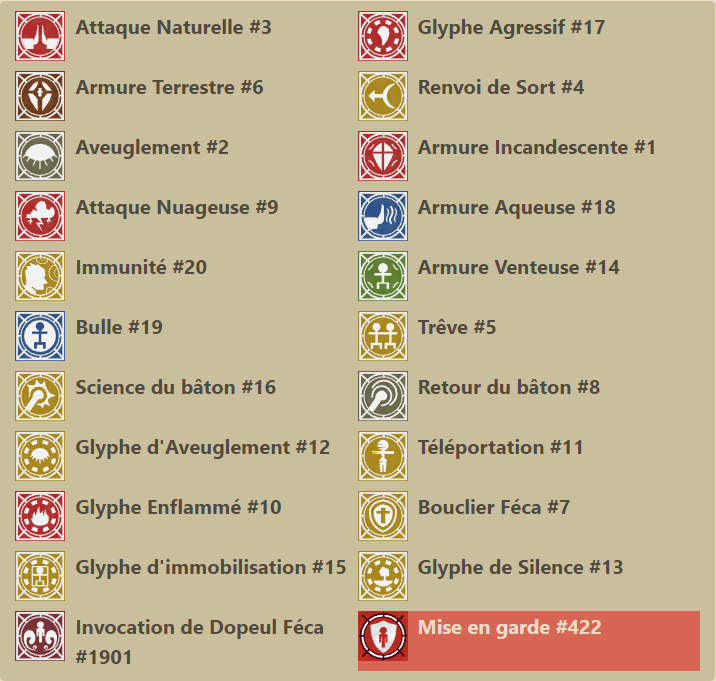 Attaque Naturelle #3
Glyphe Agressif #17
Armure Terrestre #6
Renvoi de Sort #4
Aveuglement #2
Armure Incandescente #1
Attaque Nuageuse #9
Armure Aqueuse #18
Immunité #20
Armure Venteuse #14
Bulle #19
Trêve #5
Science du bâton #16
Retour du bâton #8
Glyphe d'Aveuglement #12
Téléportation #11
Glyphe Enflammé #10
Bouclier Féca #7
Glyphe d'immobilisation #15
Glyphe de Silence #13
Invocation de Dopeul Féca
#1901
Mise en garde #422